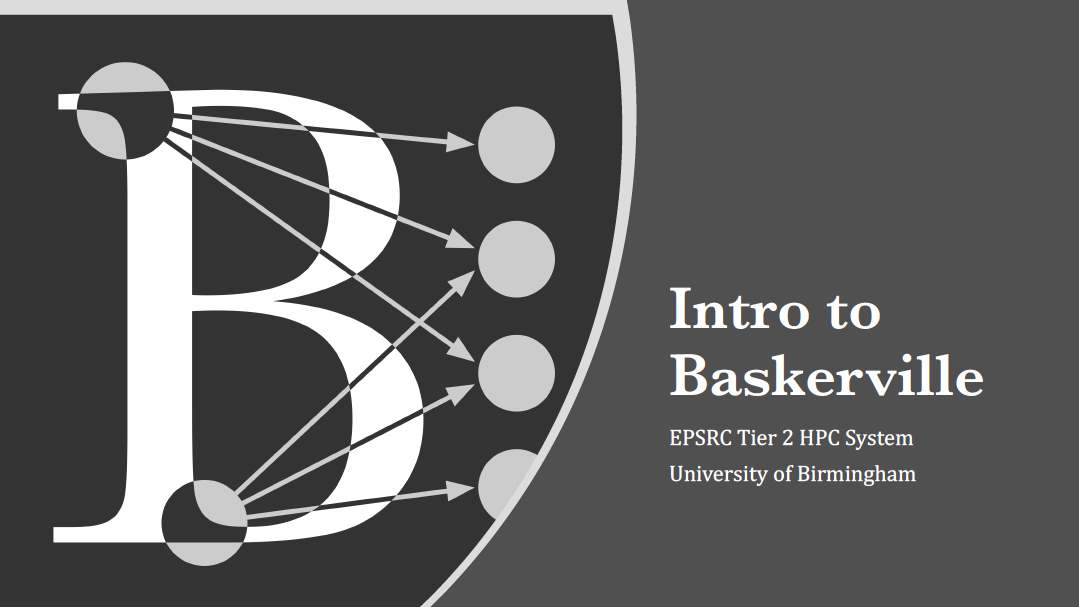 B
Intro to
Baskerville
EPSRC Tier 2 HPC System
University of Birmingham